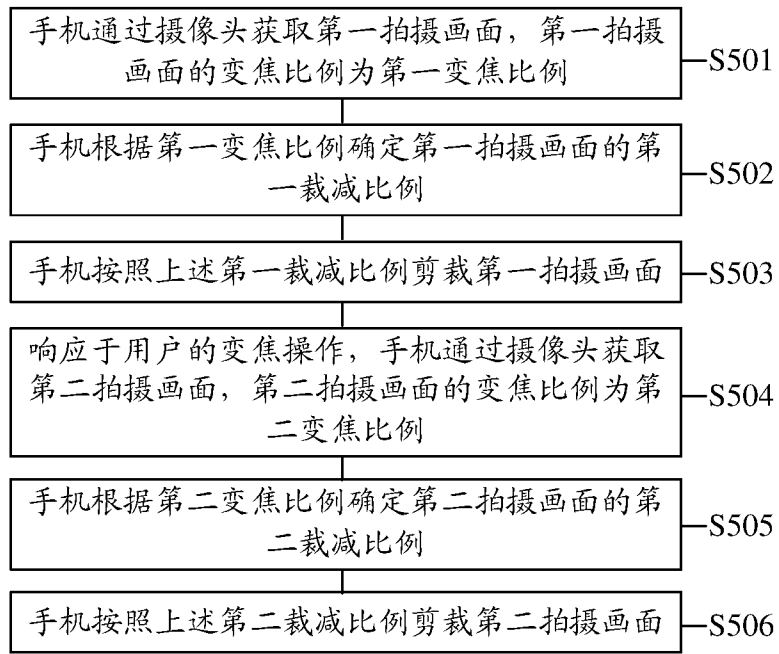 手机通过摄像头获取第一拍摄画面，第一拍摄
画面的变焦比例为第一变焦比例
S501
手机根据第一变焦比例确定第一拍摄画面的第
一裁减比例
S502
手机按照上述第一裁减比例剪裁第一拍摄画面
S503
响应于用户的变焦操作，手机通过摄像头获取
第二拍摄画面，第二拍摄画面的变焦比例为第
二变焦比例
S504
手机根据第二变焦比例确定第二拍摄画面的第
二裁减比例
S505
手机按照上述第二裁减比例剪裁第二拍摄画面
S506